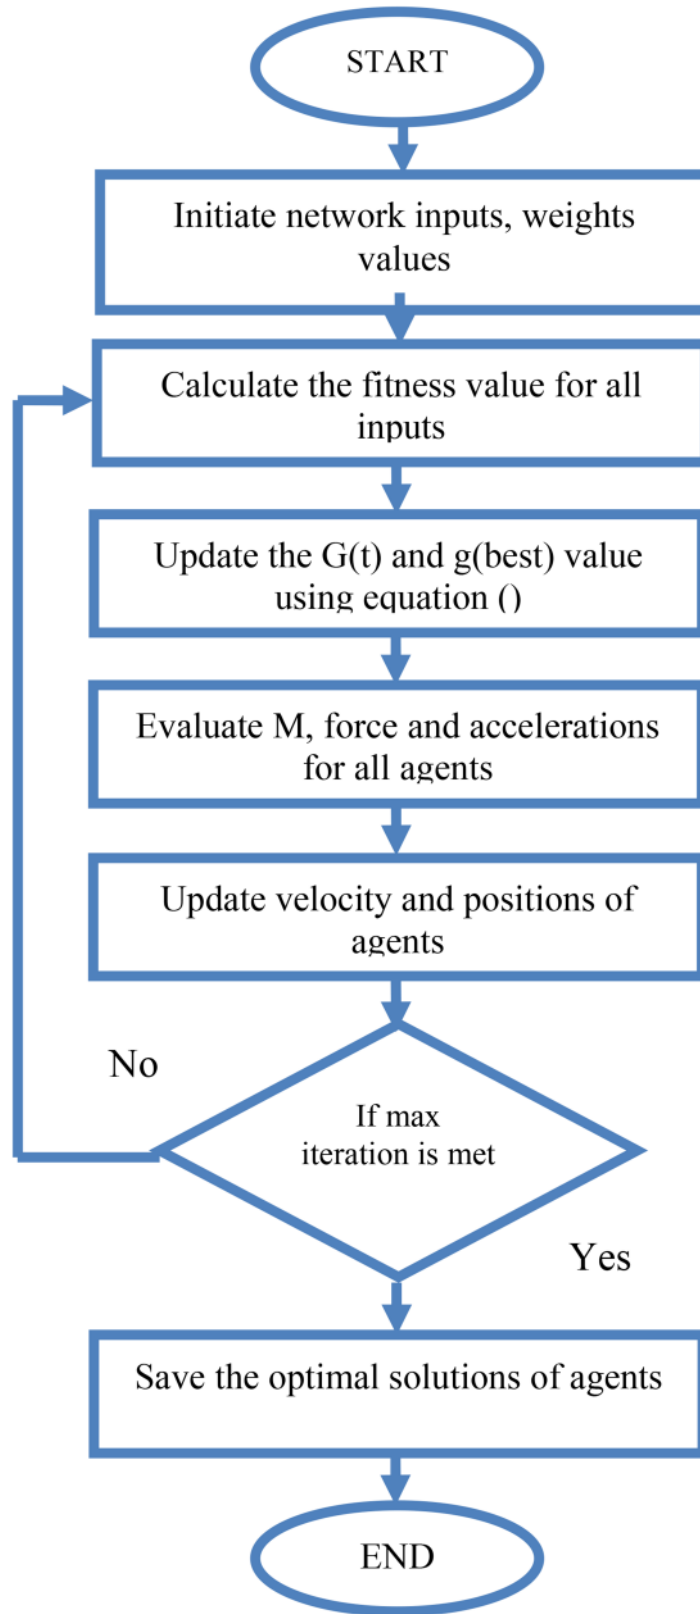 START
Initiate network inputs, weights
values
Calculate the fitness value for all
inputs
Update the G(t) and g(best) value
using equation ()
Evaluate M, force and accelerations
for all agents
Update velocity and positions of
agents
No
If max
iteration is met
Yes
Save the optimal solutions of agents
END